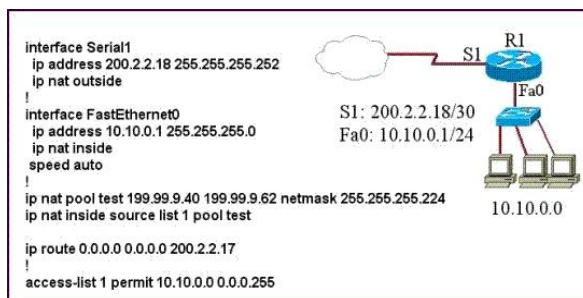 interface Serial1
ip address 200.2.2.18 255.255.255.252
ip nat outside
!
interface FastEthernet0
ip address 10.10.0.1 255.255.255.0
ip nat inside
speed auto
!
ip nat pool test 199.99.9.40 199.99.9.62 netmask 255.255.255.224
ip nat inside source list 1 pool test
ip route 0.0.0.0 0.0.0.0 200.2.2.17
!
access-list 1 permit 10.10.0.0 0.0.0.255
R1
S1
Fa0
S1: 200.2.2.18/30
Fa0: 10.10.0.1/24
10.10.0.0